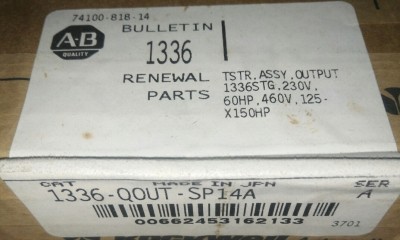 74100-818-14
A-B
QUALITY
BULLETIN
1336
RENEWAL
PARTS
TSTR,ASSY,OUTPUT
1336STG,230V,
60HP,460V,125-
X150HP
CAT
MADE IN JPN
SER
1336-QOUT-SP14A
A
00662453162133
3701